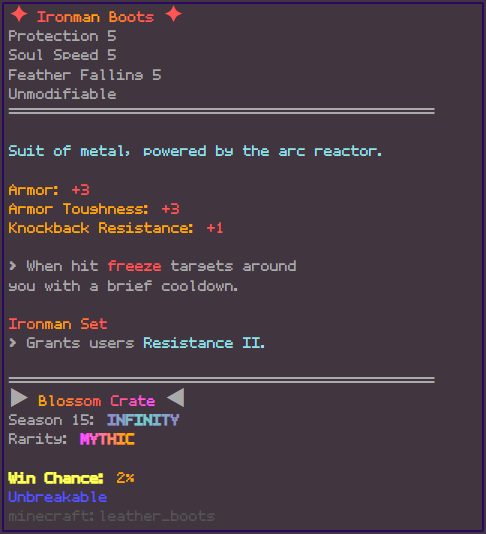 ✦ Ironman Boots ✦
Protection 5
Soul Speed 5
Feather Falling 5
Unmodifiable
Suit of metal, powered by the arc reactor.
Armor: +3
Armor Toughness: +3
Knockback Resistance: +1
> When hit freeze targets around
you with a brief cooldown.
Ironman Set
> Grants users Resistance II.
▶ Blossom Crate ◀
Season 15: INFINITY
Rarity: MYTHIC
Win Chance: 2%
Unbreakable
minecraft:leather_boots